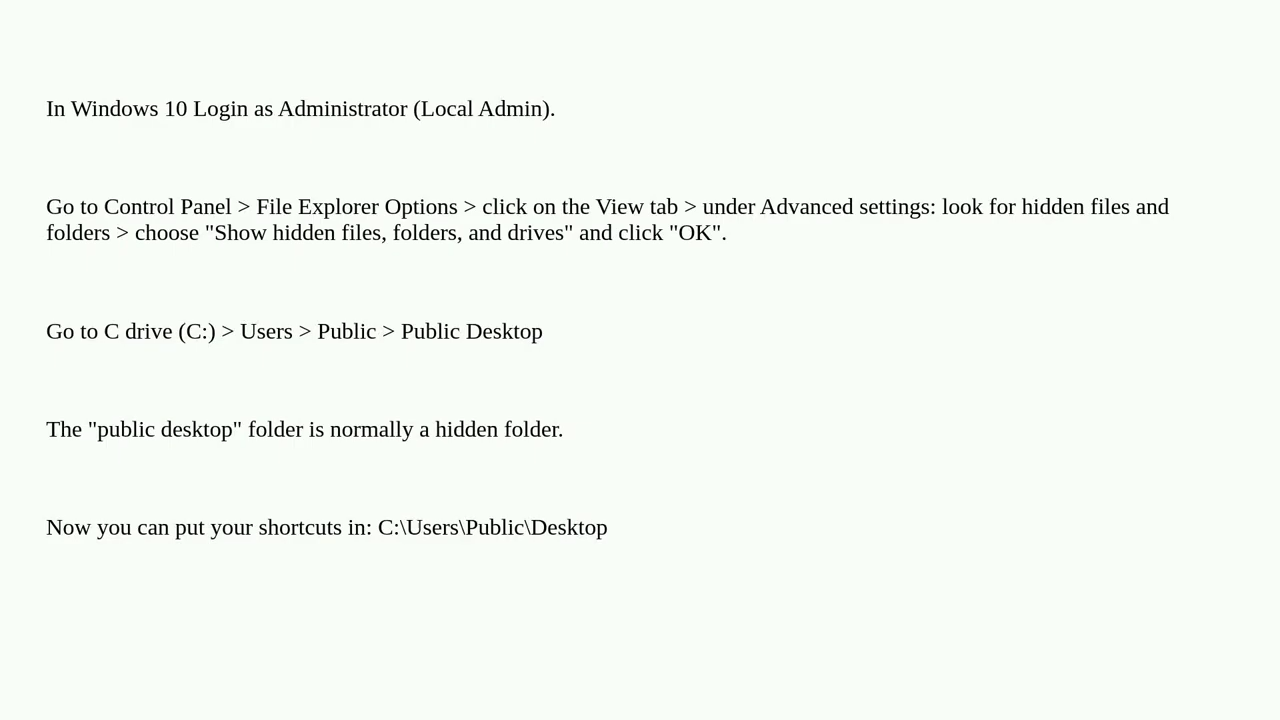 In Windows 10 Login as Administrator (Local Admin).
Go to Control Panel > File Explorer Options > click on the View tab > under Advanced settings: look for hidden files and
folders > choose "Show hidden files, folders, and drives" and click "OK".
Go to C drive (C:) > Users > Public > Public Desktop
The "public desktop" folder is normally a hidden folder.
Now you can put your shortcuts in: C:\Users\Public\Desktop